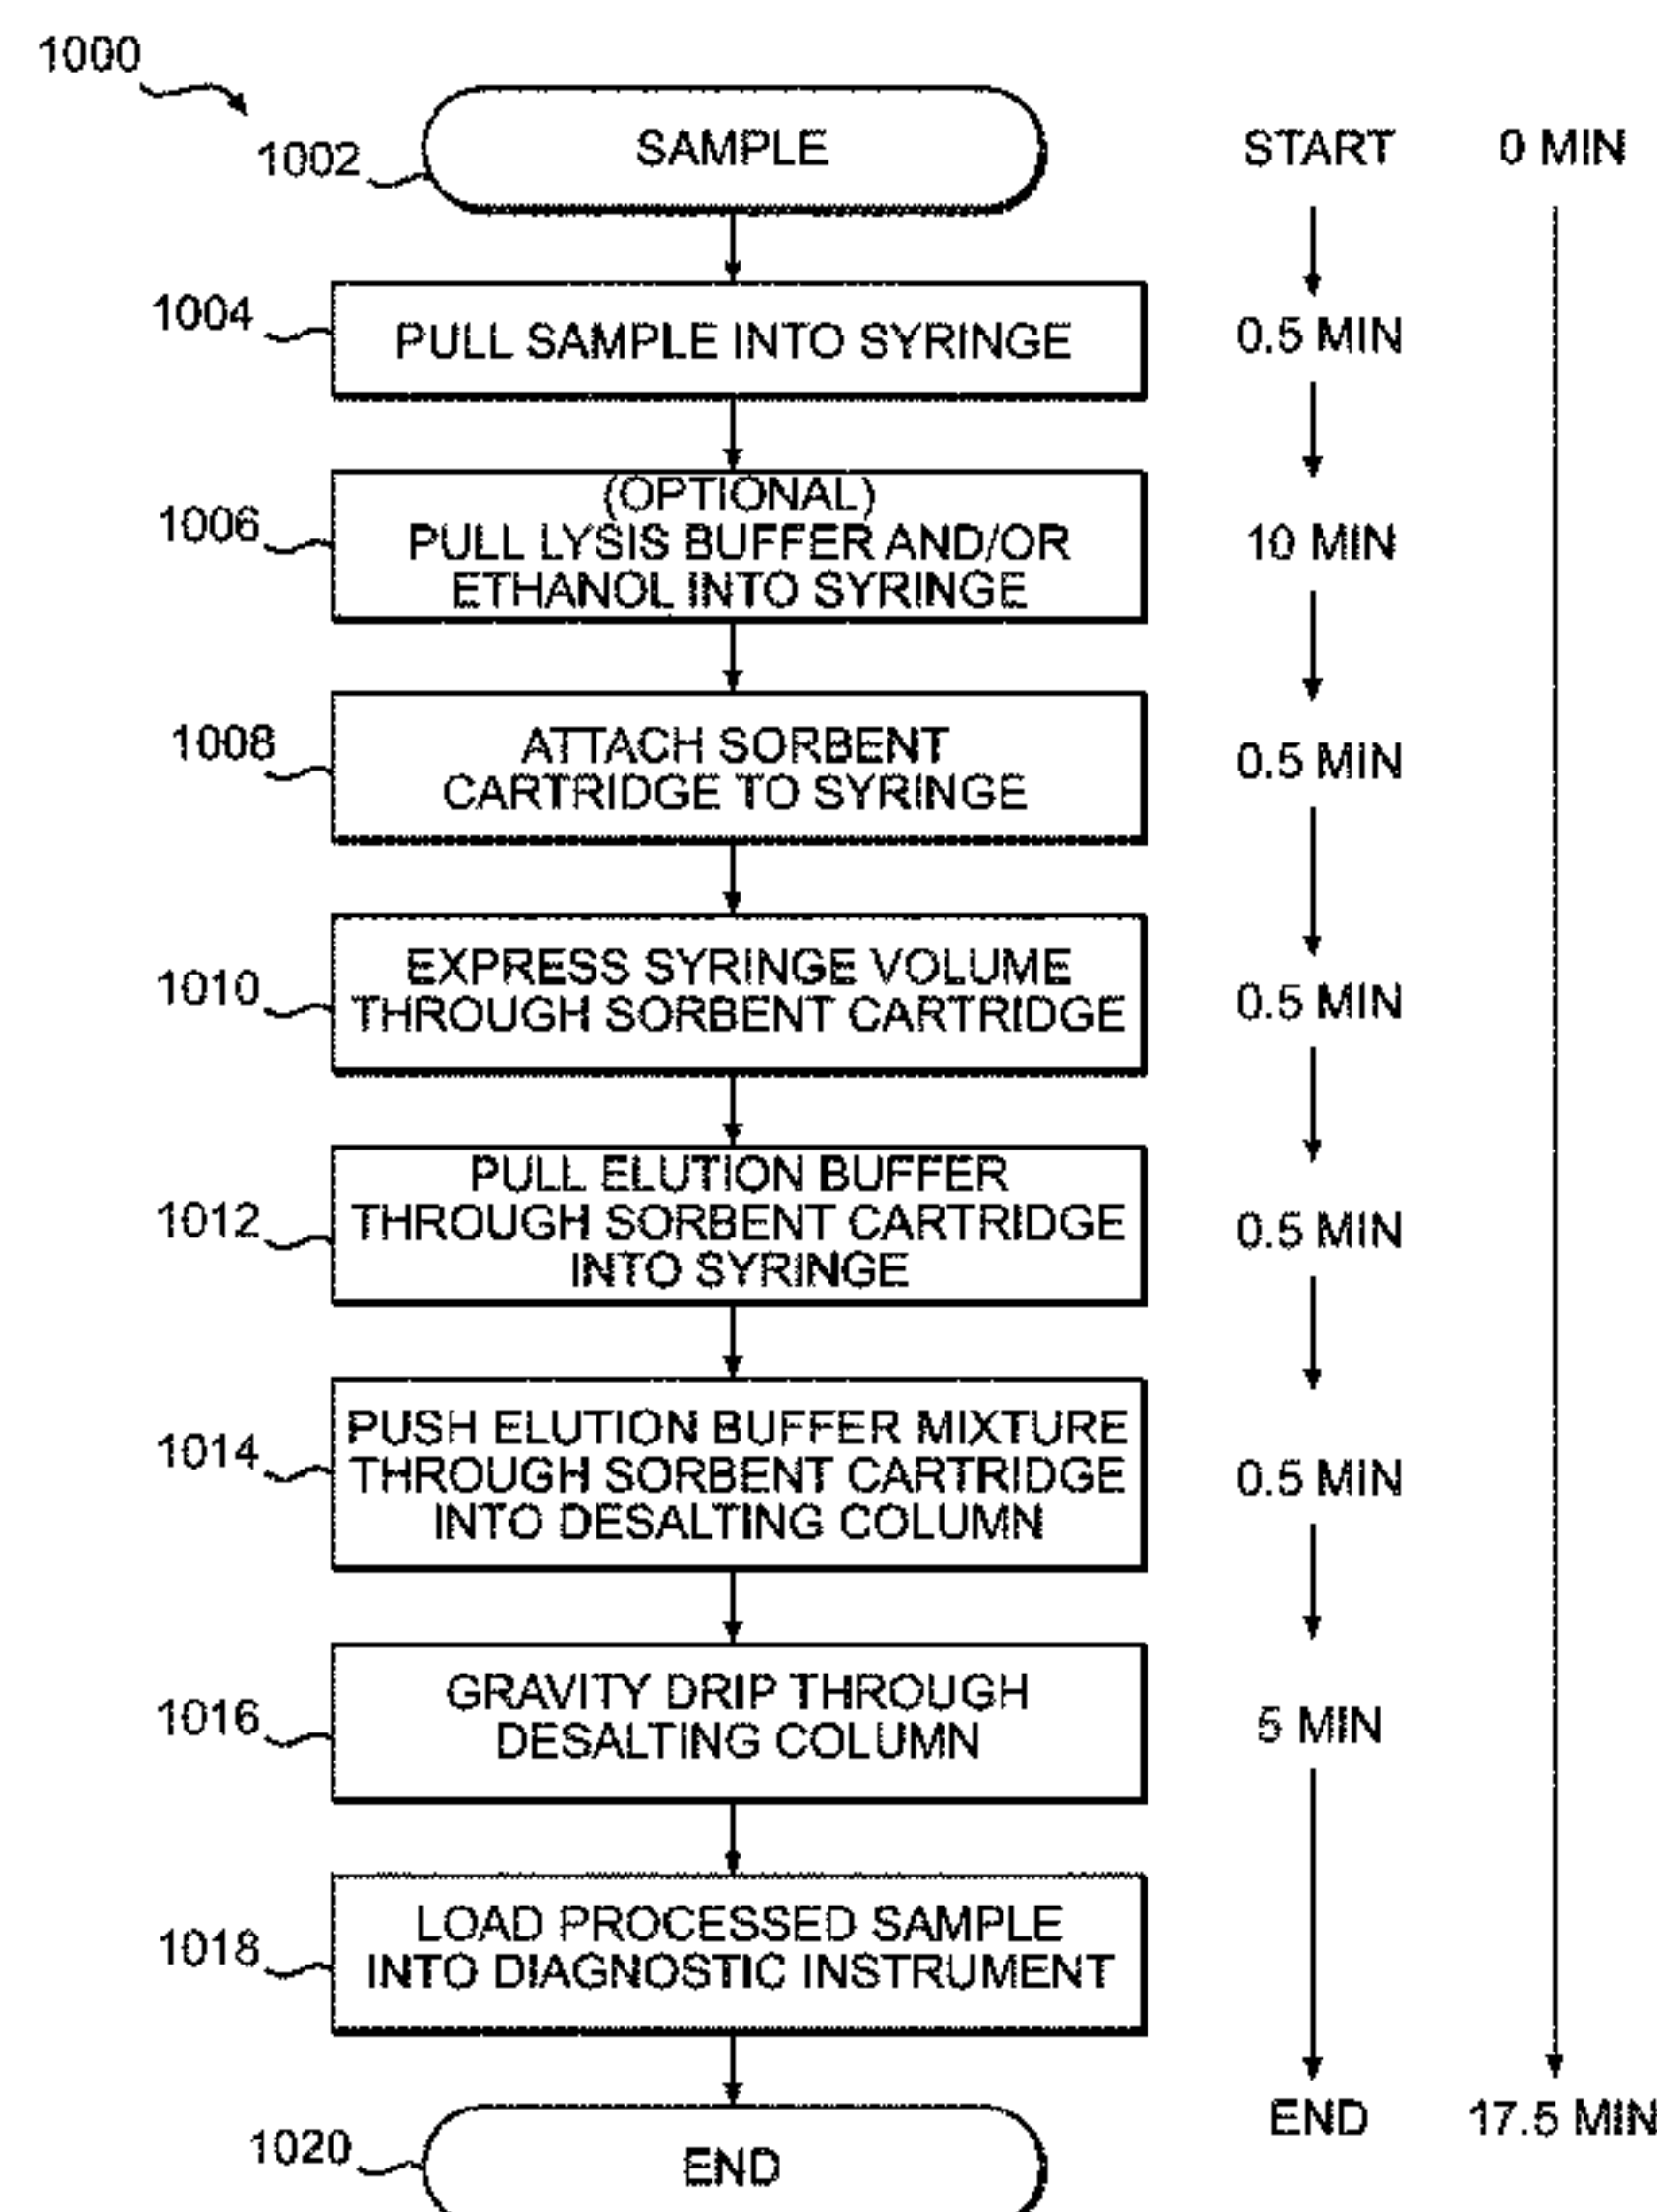 1000
1002
SAMPLE
START
0 MIN
1004
PULL SAMPLE INTO SYRINGE
0.5 MIN
1006
(OPTIONAL)
PULL LYSIS BUFFER AND/OR
ETHANOL INTO SYRINGE
10 MIN
1008
ATTACH SORBENT
CARTRIDGE TO SYRINGE
0.5 MIN
1010
EXPRESS SYRINGE VOLUME
THROUGH SORBENT CARTRIDGE
0.5 MIN
1012
PULL ELUTION BUFFER
THROUGH SORBENT CARTRIDGE
INTO SYRINGE
0.5 MIN
1014
PUSH ELUTION BUFFER MIXTURE
THROUGH SORBENT CARTRIDGE
INTO DESALTING COLUMN
0.5 MIN
1016
GRAVITY DRIP THROUGH
DESALTING COLUMN
5 MIN
1018
LOAD PROCESSED SAMPLE
INTO DIAGNOSTIC INSTRUMENT
1020
END
END
17.5 MIN